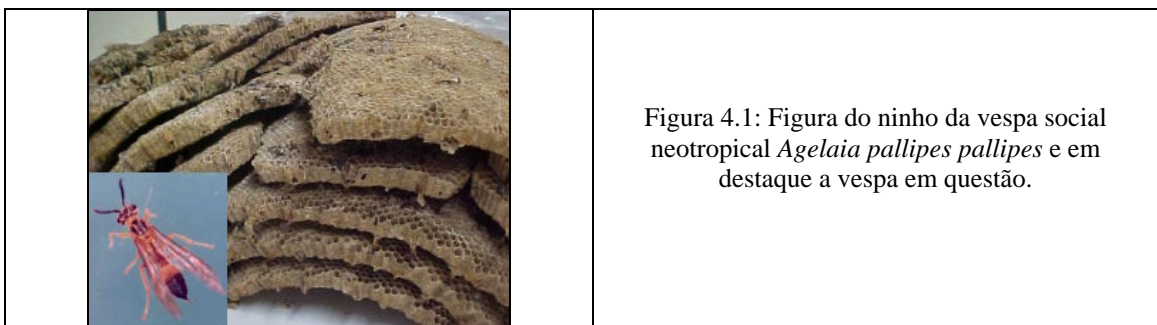 Figura 4.1: Figura do ninho da vespa social
neotropical Agelaia pallipes pallipes e em
destaque a vespa em questão.